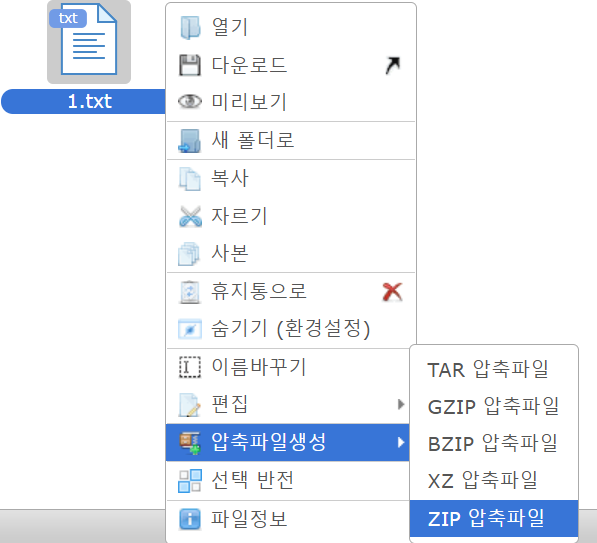 txt
1.txt
열기
다운로드
미리보기
새 폴더로
복사
자르기
사본
휴지통으로
숨기기 (환경설정)
이름바꾸기
편집
압축파일생성
선택 반전
파일정보
TAR 압축파일
GZIP 압축파일
BZIP 압축파일
XZ 압축파일
ZIP 압축파일